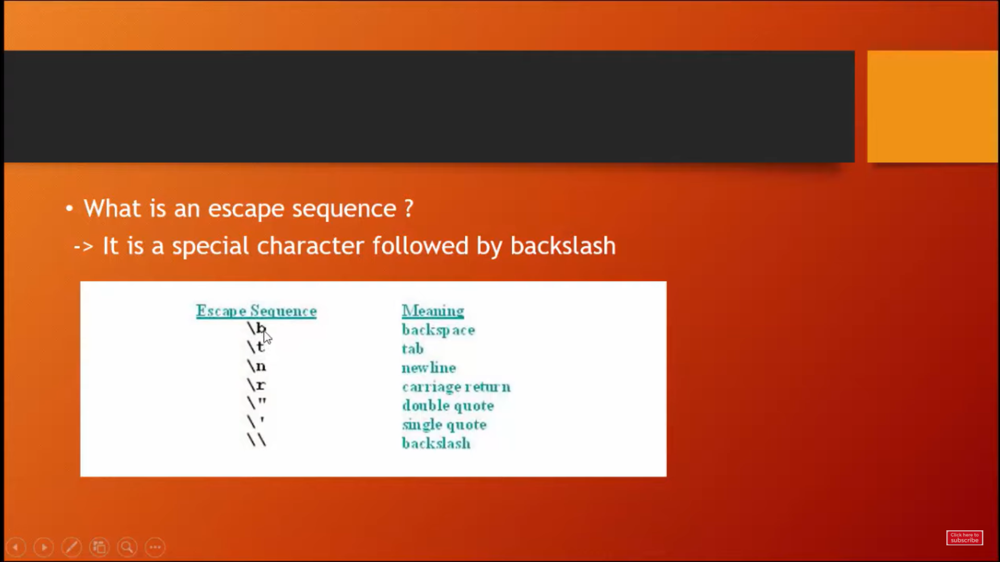 • What is an escape sequence ?
-> It is a special character followed by backslash
Escape Sequence Meaning
\b backspace
\t tab
\n newline
\r carriage return
\" double quote
\' single quote
\\ backslash
Click here to
subscribe